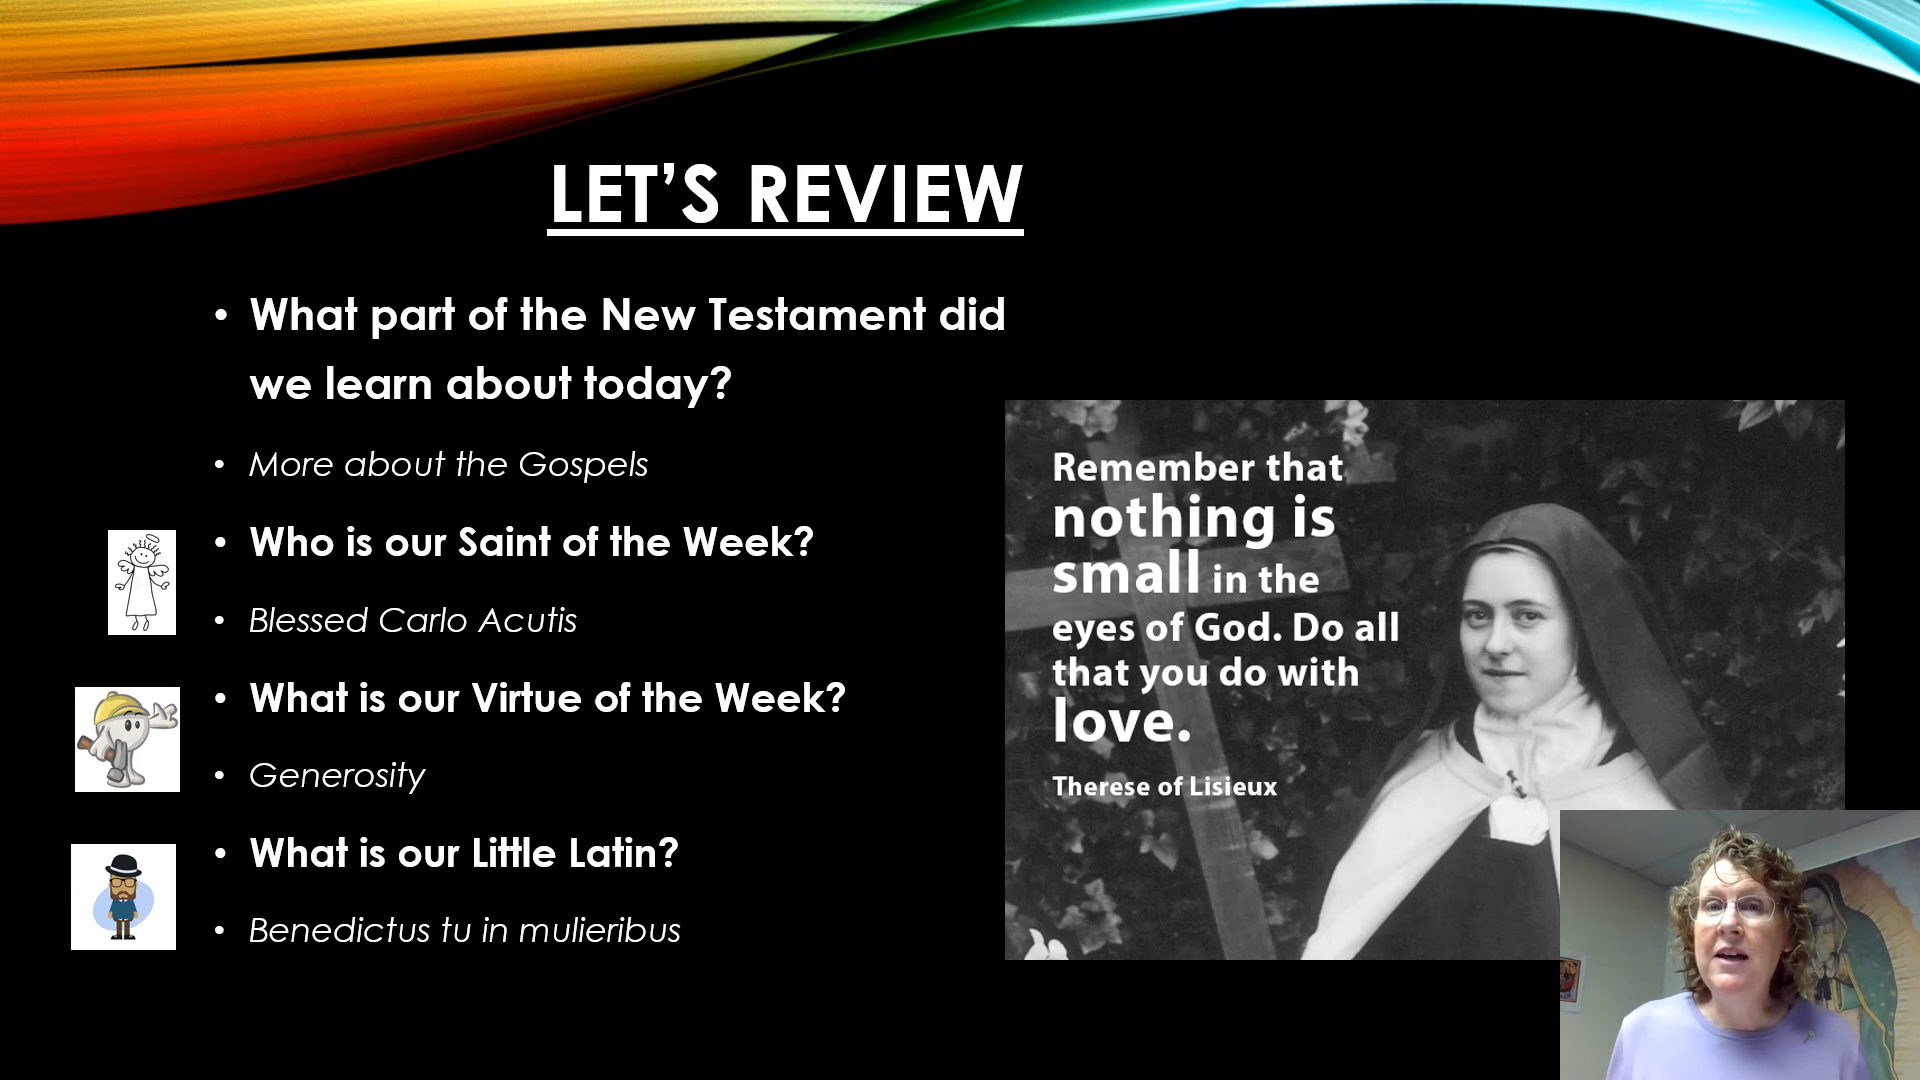 LET’S REVIEW
• What part of the New Testament did
we learn about today?
• More about the Gospels
• Who is our Saint of the Week?
• Blessed Carlo Acutis
• What is our Virtue of the Week?
• Generosity
• What is our Little Latin?
• Benedictus tu in mulieribus
Remember that
nothing is
small in the
eyes of God. Do all
that you do with
love.
Therese of Lisieux